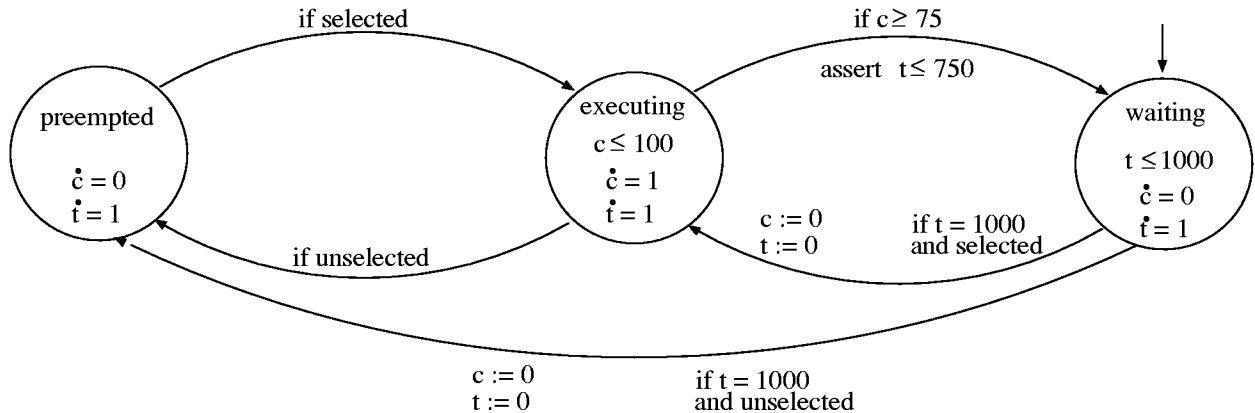 if selected
if c ≥ 75
assert t ≤ 750
preempted
ċ = 0
ṫ = 1
executing
c ≤ 100
ċ = 1
ṫ = 1
waiting
t ≤ 1000
ċ = 0
ṫ = 1
if unselected
c := 0
t := 0
if t = 1000
and selected
c := 0
t := 0
if t = 1000
and unselected